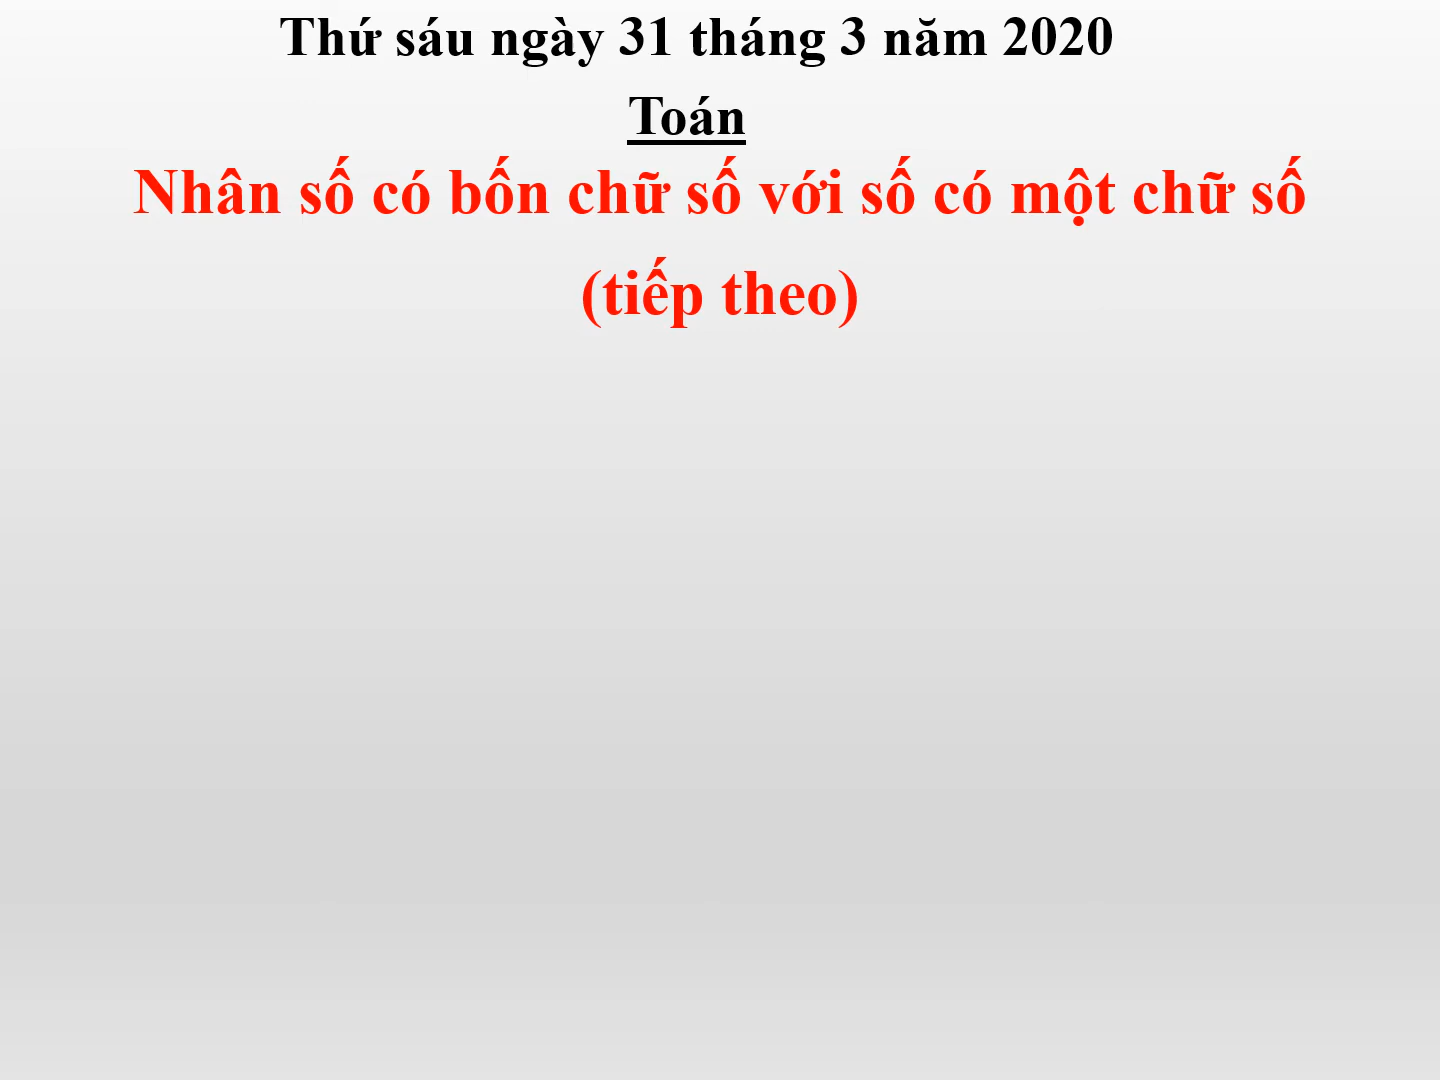 Thứ sáu ngày 31 tháng 3 năm 2020
Toán
Nhân số có bốn chữ số với số có một chữ số
(tiếp theo)